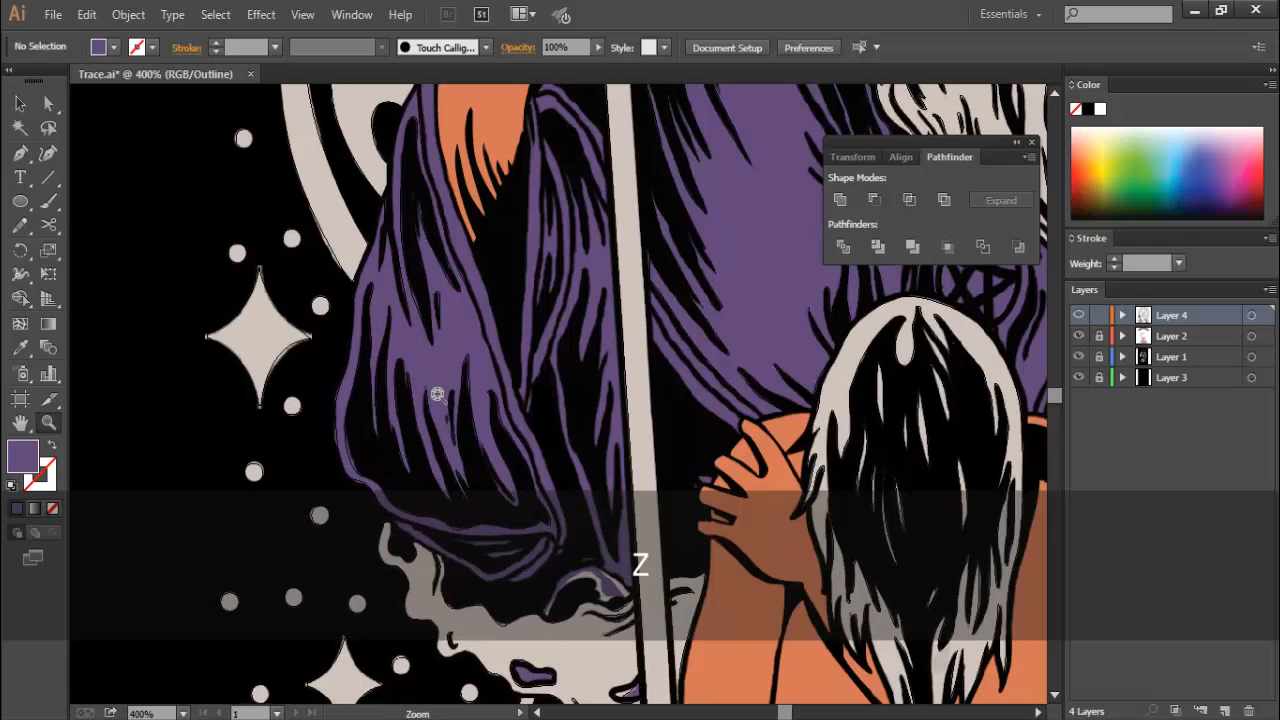 Ai File Edit Object Type Select Effect View Window Help Br St Essentials
No Selection Stroke: Touch Callig... Opacity: 100% Style: Document Setup Preferences
Trace.ai* @ 400% (RGB/Outline)
Color
Transform Align Pathfinder
Shape Modes:
Expand
Pathfinders:
Stroke
Weight:
Layers
Layer 4
Layer 2
Layer 1
Layer 3
Z
400% 1 Zoom 4 Layers